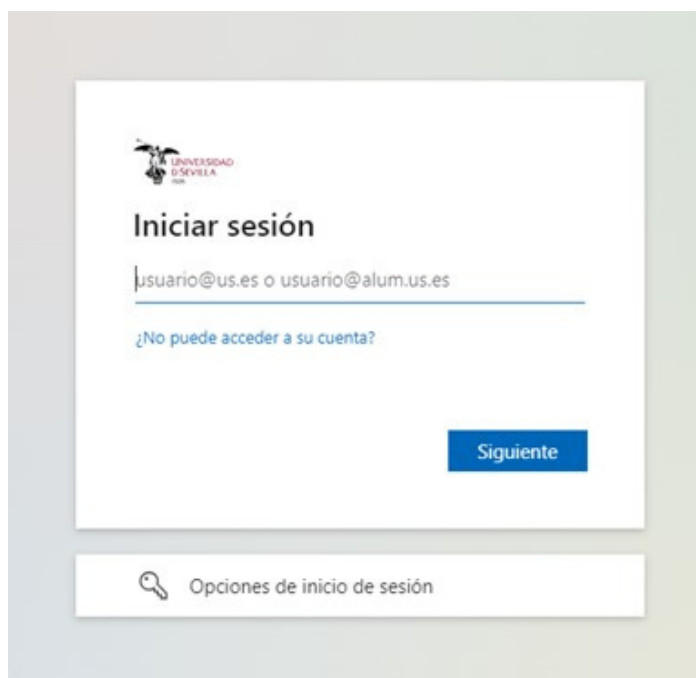 UNIVERSIDAD
D SEVILLA
Iniciar sesión
usuario@us.es o usuario@alum.us.es
¿No puede acceder a su cuenta?
Siguiente
Opciones de inicio de sesión